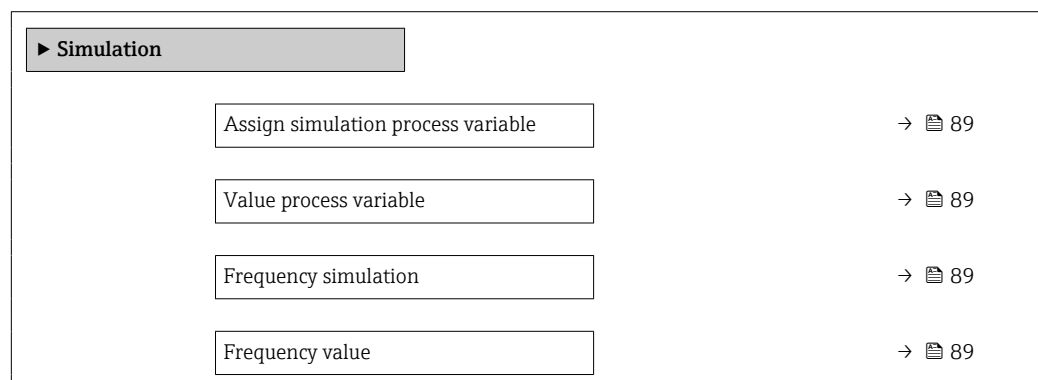 ▶ Simulation
Assign simulation process variable → 89
Value process variable → 89
Frequency simulation → 89
Frequency value → 89